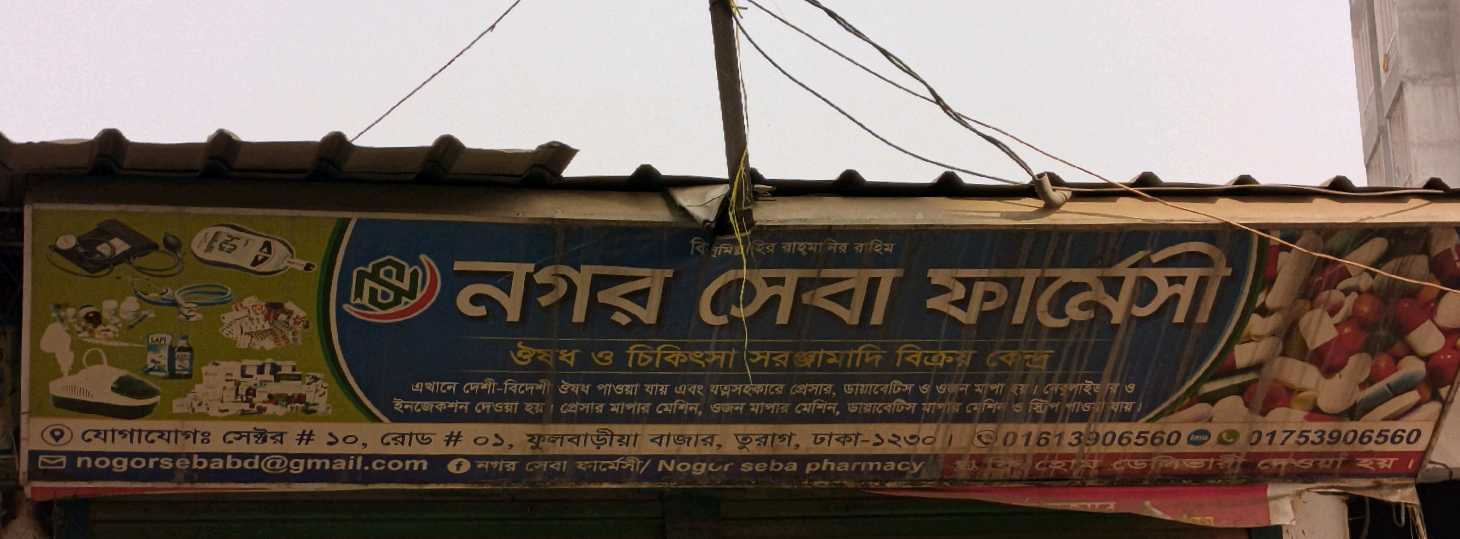 রাহমানির রাহিম
নগর সেবা ফার্মেসী
ঔষধ ও চিকিৎসা সরঞ্জামাদি বিক্রয় কেন্দ্র
এখানে দেশী-বিদেশী ঔষধ পাওয়া যায় এবং যত্নসহকারে প্রেসার, ডায়াবেটিস ও ওজন মাপা হয়। নেবুলাইজার ও
ইনজেকশন দেওয়া হয়। প্রেসার মাপার মেশিন, ওজন মাপার মেশিন, ডায়াবেটিস মাপার মেশিন ও স্ট্রিপ পাওয়া যায়।
যোগাযোগঃ সেক্টর # ১০, রোড # ০১, ফুলবাড়ীয়া বাজার, তুরাগ, ঢাকা-১২৩০। 01613906560 imo 01753906560
nogorsebabd@gmail.com নগর সেবা ফার্মেসী/ Nogor seba pharmacy হোম ডেলিভারী দেওয়া হয়।